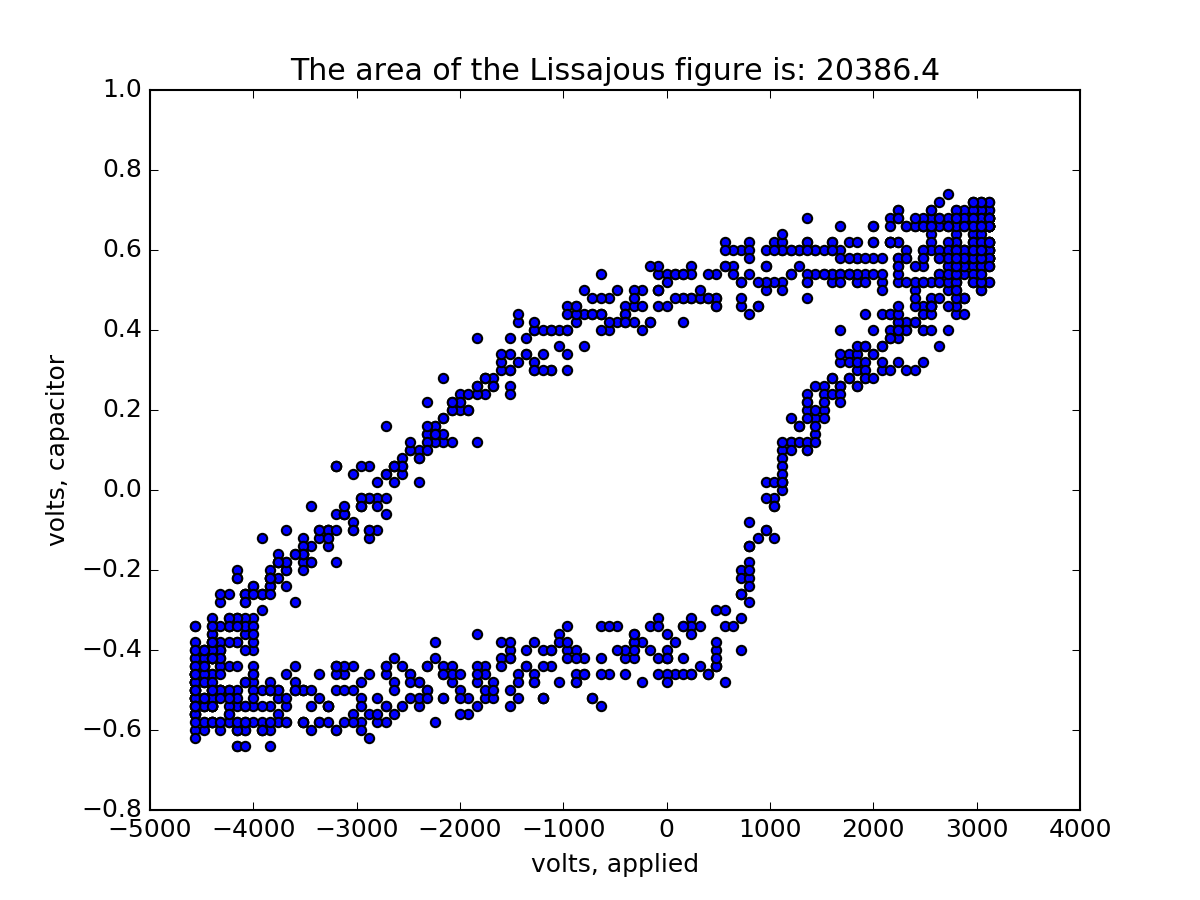 The area of the Lissajous figure is: 20386.4
1.0
0.8
0.6
0.4
0.2
0.0
−0.2
−0.4
−0.6
−0.8
volts, capacitor
−5000 −4000 −3000 −2000 −1000 0 1000 2000 3000 4000
volts, applied